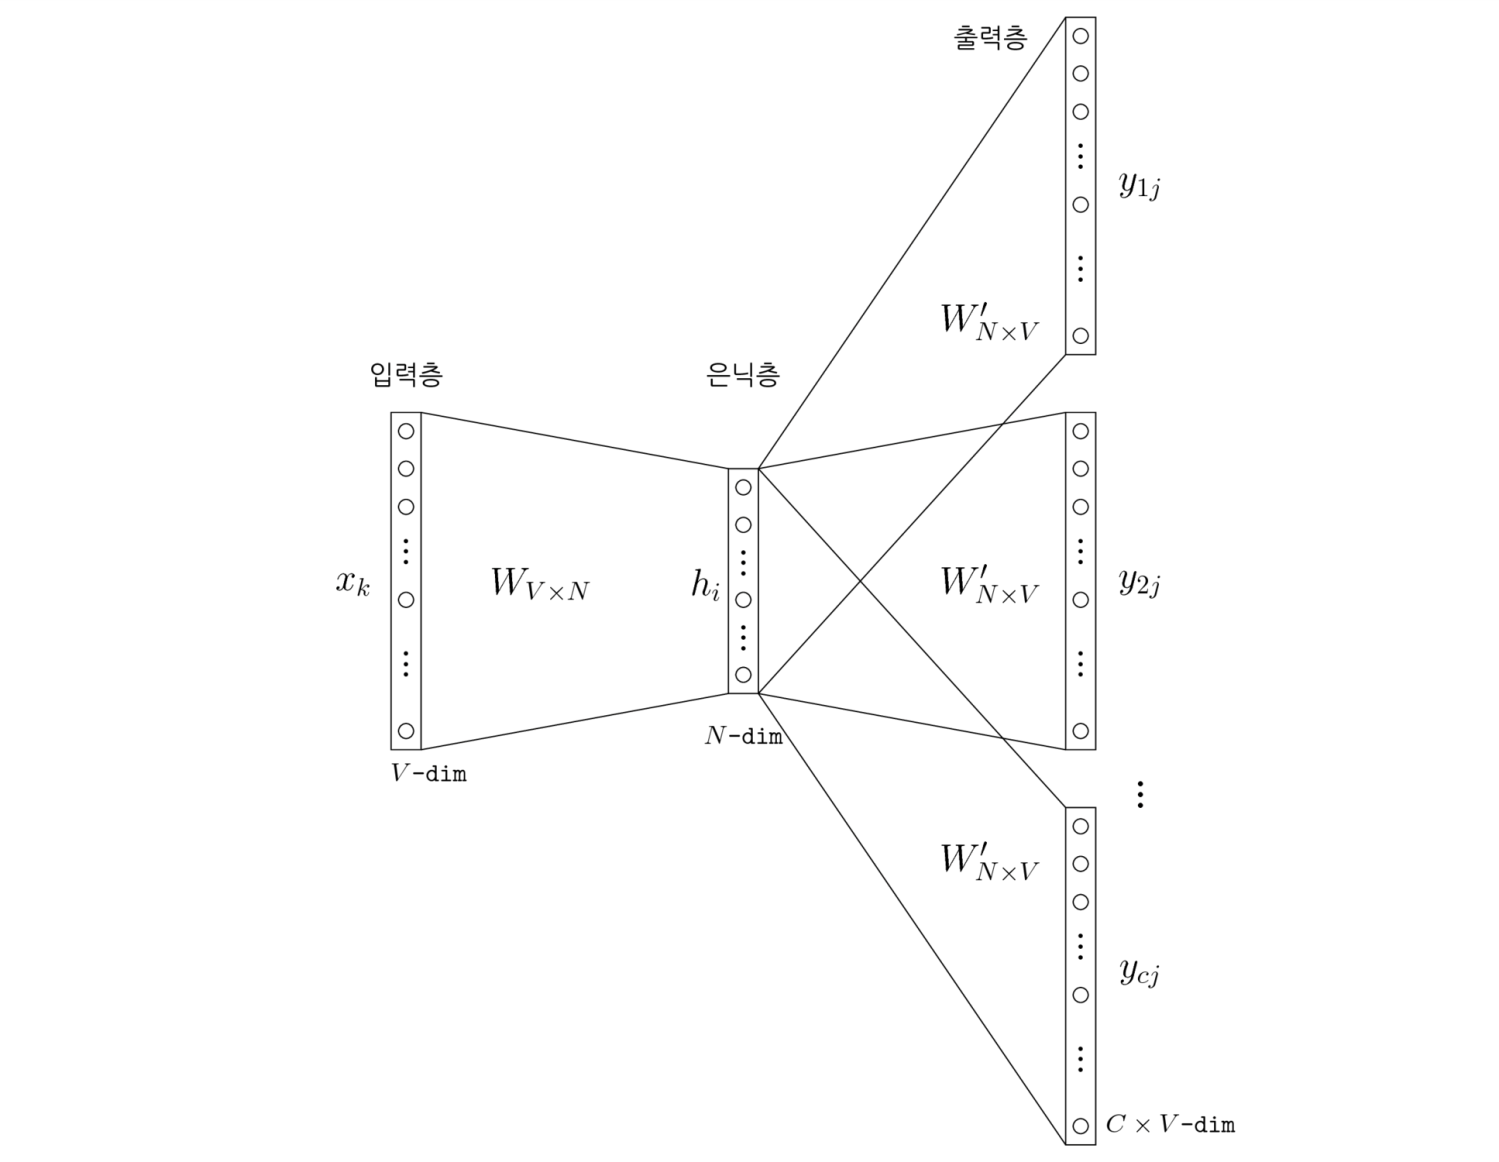 출력층
y_{1j}
W'_{N×V}
입력층
은닉층
x_k
W_{V×N}
h_i
W'_{N×V}
y_{2j}
N-dim
V-dim
W'_{N×V}
y_{cj}
C × V-dim